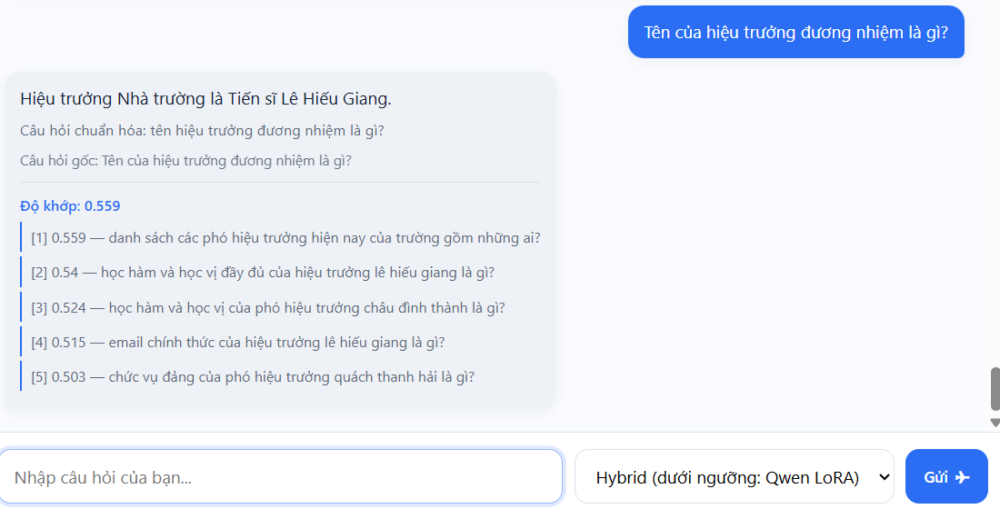 Tên của hiệu trưởng đương nhiệm là gì?
Hiệu trưởng Nhà trường là Tiến sĩ Lê Hiếu Giang.
Câu hỏi chuẩn hóa: tên hiệu trưởng đương nhiệm là gì?
Câu hỏi gốc: Tên của hiệu trưởng đương nhiệm là gì?
Độ khớp: 0.559
[1] 0.559 — danh sách các phó hiệu trưởng hiện nay của trường gồm những ai?
[2] 0.54 — học hàm và học vị đầy đủ của hiệu trưởng lê hiếu giang là gì?
[3] 0.524 — học hàm và học vị của phó hiệu trưởng châu đình thành là gì?
[4] 0.515 — email chính thức của hiệu trưởng lê hiếu giang là gì?
[5] 0.503 — chức vụ đảng của phó hiệu trưởng quách thanh hải là gì?
Nhập câu hỏi của bạn...
Hybrid (dưới ngưỡng: Qwen LoRA)
Gửi